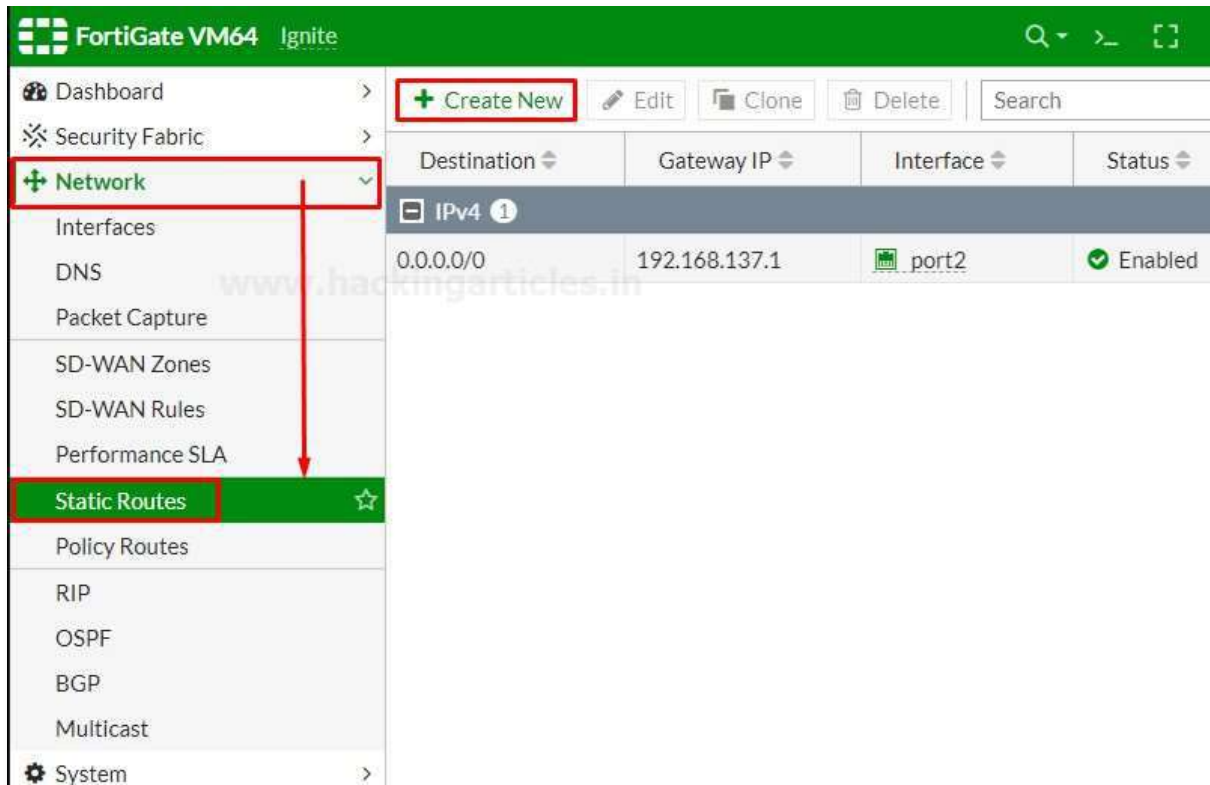 FortiGate VM64 Ignite
Dashboard
Security Fabric
Network
Interfaces
DNS
Packet Capture
SD-WAN Zones
SD-WAN Rules
Performance SLA
Static Routes
Policy Routes
RIP
OSPF
BGP
Multicast
System
Create New Edit Clone Delete Search
Destination Gateway IP Interface Status
IPv4 1
0.0.0.0/0 192.168.137.1 port2 Enabled
www.hackingarticles.in